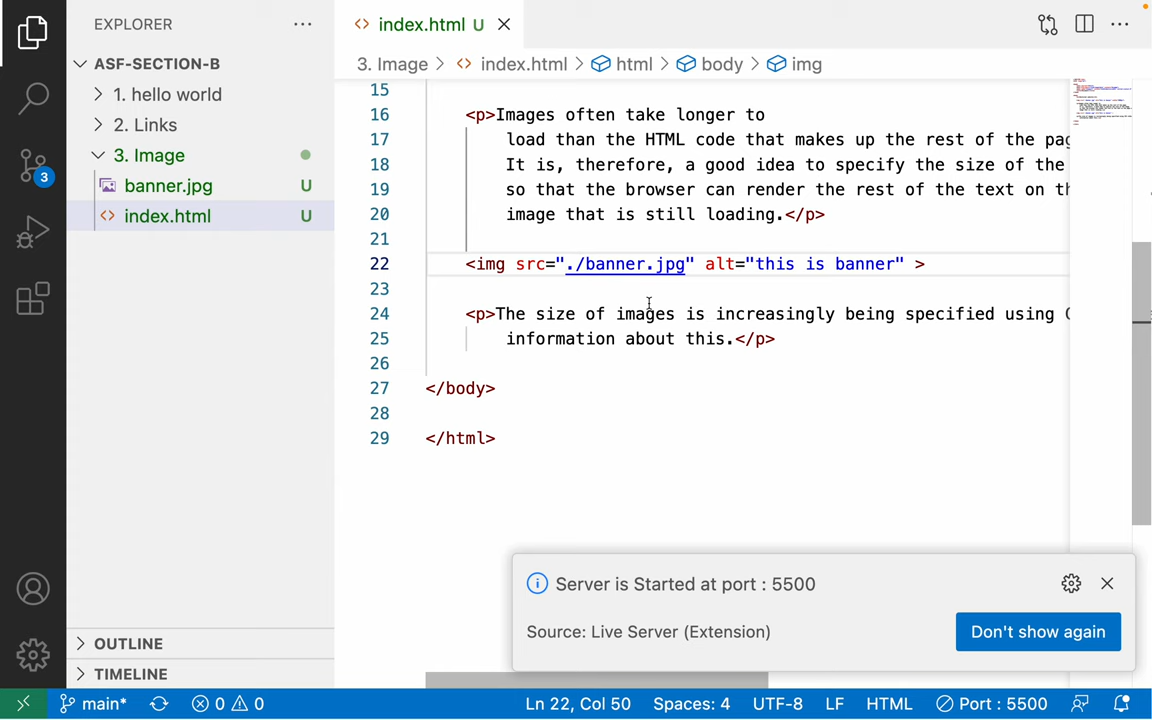 EXPLORER
index.html U
ASF-SECTION-B
3. Image
index.html
html
body
img
1. hello world
2. Links
3. Image
3
banner.jpg
U
index.html
U
15
16 <p>Images often take longer to
17 load than the HTML code that makes up the rest of the pag
18 It is, therefore, a good idea to specify the size of the
19 so that the browser can render the rest of the text on th
20 image that is still loading.</p>
21
22 <img src="./banner.jpg" alt="this is banner" >
23
24 <p>The size of images is increasingly being specified using
25 information about this.</p>
26
27 </body>
28
29 </html>
Server is Started at port : 5500
Source: Live Server (Extension)
Don't show again
OUTLINE
TIMELINE
main*
0
0
Ln 22, Col 50
Spaces: 4
UTF-8
LF
HTML
Port : 5500